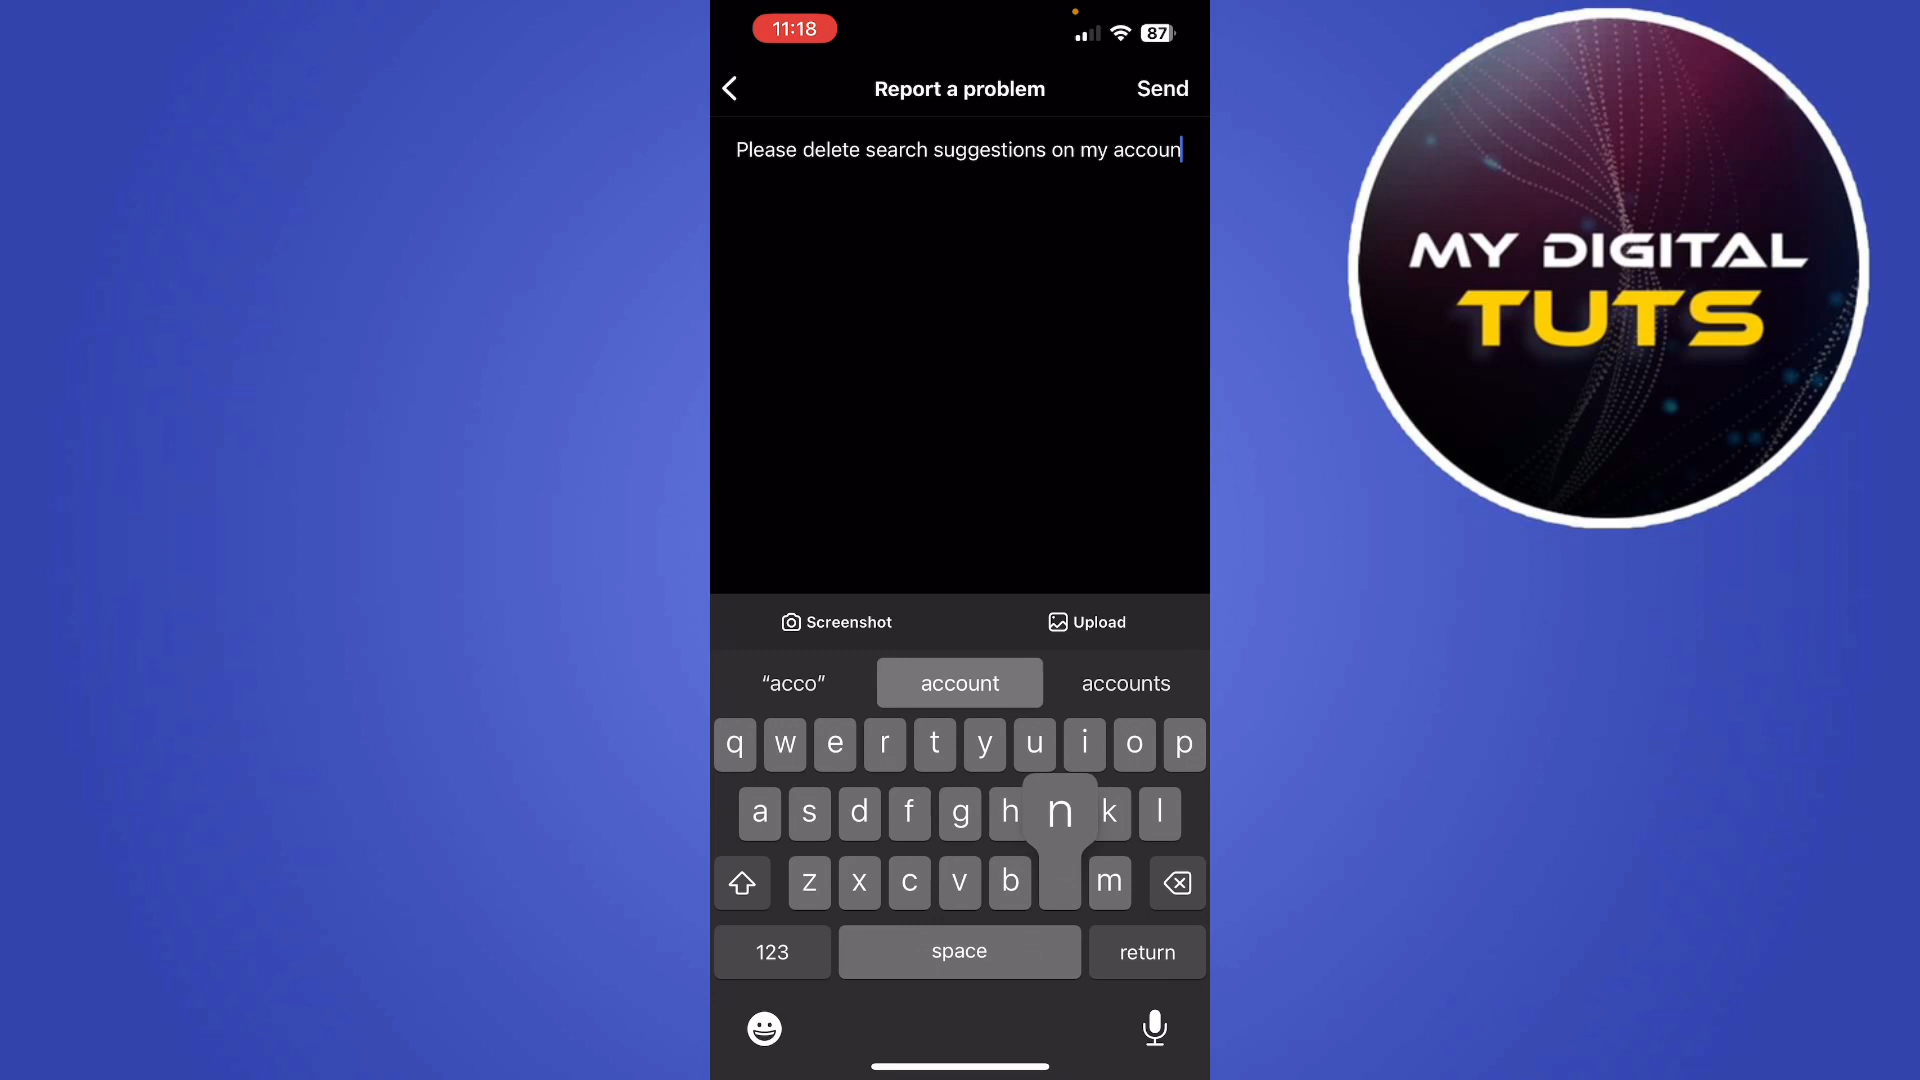 11:18
87
Report a problem
Send
Please delete search suggestions on my accoun
MY DIGITAL
TUTS
Screenshot
Upload
“acco”
account
accounts
q w e r t y u i o p
a s d f g h n k l
z x c v b m
123
space
return